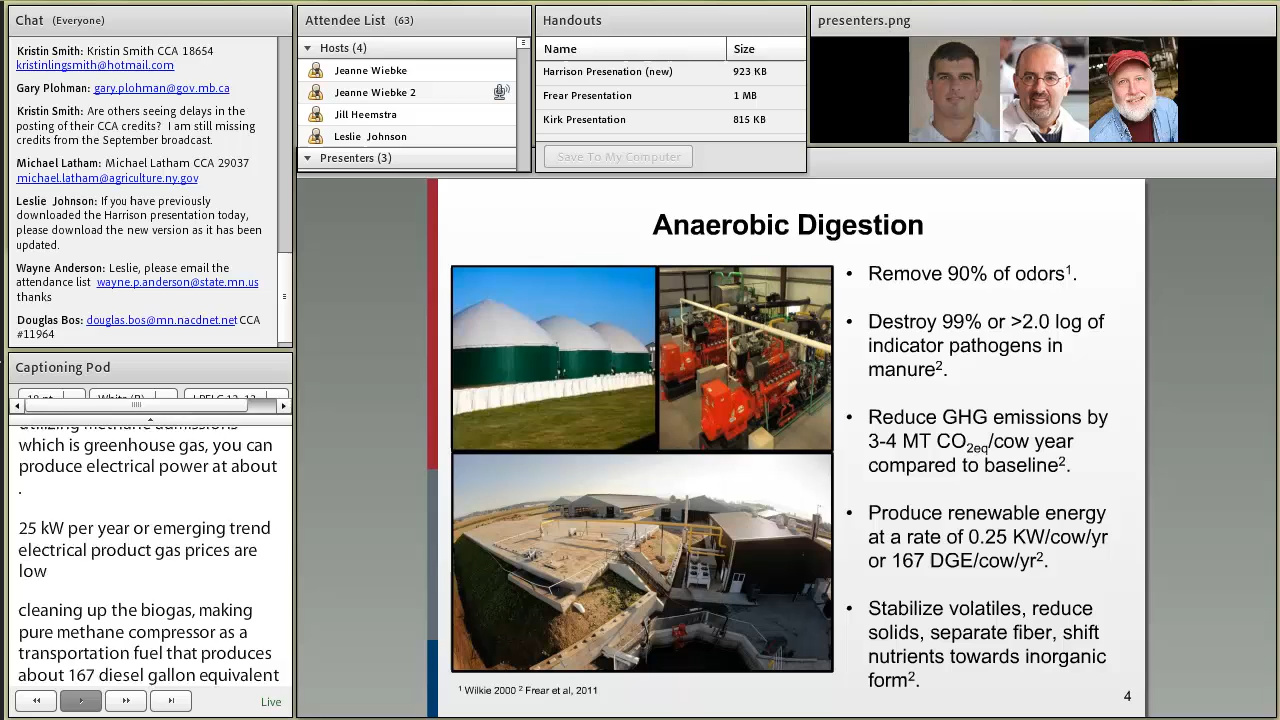 Chat (Everyone)
Kristin Smith: Kristin Smith CCA 18654
kristinlingsmith@hotmail.com
Gary Plohman: gary.plohman@gov.mb.ca
Kristin Smith: Are others seeing delays in the
posting of their CCA credits? I am still missing
credits from the September broadcast.
Michael Latham: Michael Latham CCA 29037
michael.latham@agriculture.ny.gov
Leslie Johnson: If you have previously
downloaded the Harrison presentation today,
please download the new version as it has been
updated.
Wayne Anderson: Leslie, please email the
attendance list wayne.p.anderson@state.mn.us
thanks
Douglas Bos: douglas.bos@mn.nacdnet.net CCA
#11964
Captioning Pod
utilizing methane admissions
which is greenhouse gas, you can
produce electrical power at about
.
25 kW per year or emerging trend
electrical product gas prices are
low
cleaning up the biogas, making
pure methane compressor as a
transportation fuel that produces
about 167 diesel gallon equivalent
Live
Attendee List (63)
Hosts (4)
Jeanne Wiebke
Jeanne Wiebke 2
Jill Heemstra
Leslie Johnson
Presenters (3)
Handouts
Name Size
Harrison Presenation (new) 923 KB
Frear Presentation 1 MB
Kirk Presentation 815 KB
Save To My Computer
presenters.png
Anaerobic Digestion
• Remove 90% of odors¹.
• Destroy 99% or >2.0 log of
indicator pathogens in
manure².
• Reduce GHG emissions by
3-4 MT CO₂eq/cow year
compared to baseline².
• Produce renewable energy
at a rate of 0.25 KW/cow/yr
or 167 DGE/cow/yr².
• Stabilize volatiles, reduce
solids, separate fiber, shift
nutrients towards inorganic
form².
¹ Wilkie 2000 ² Frear et al, 2011
4